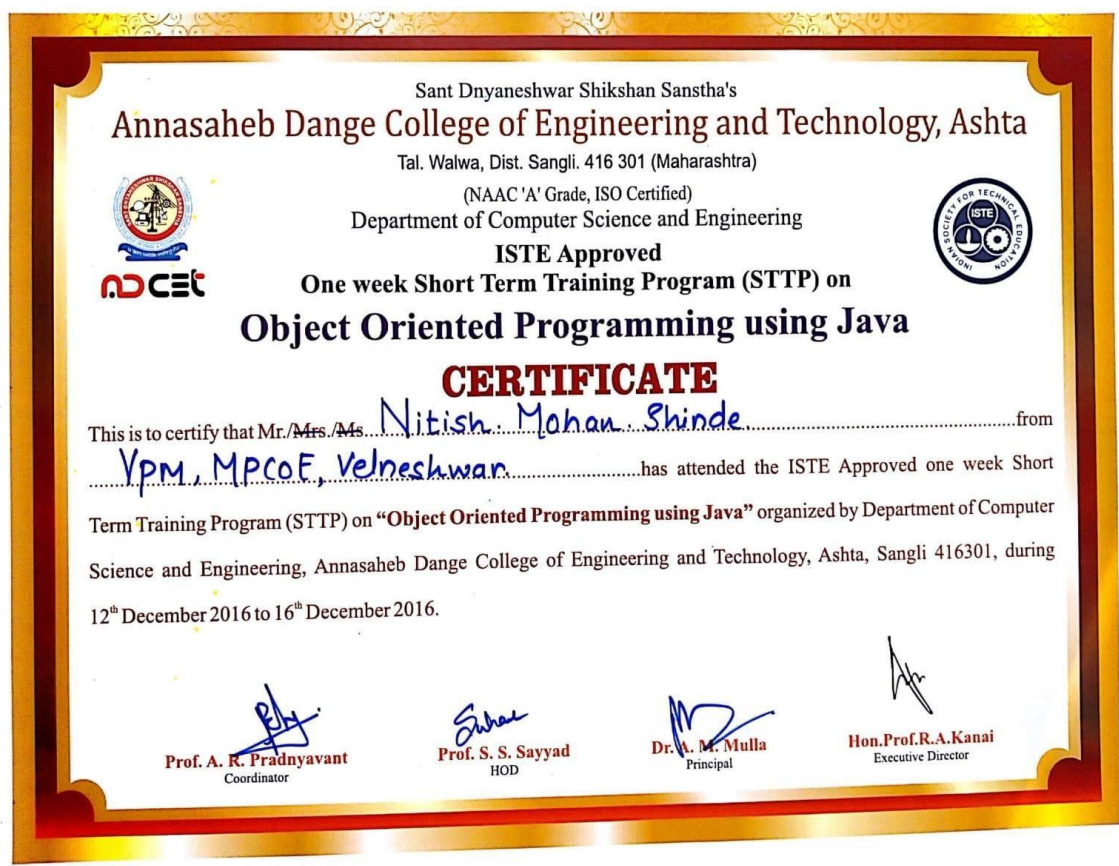 Sant Dnyaneshwar Shikshan Sanstha's
Annasaheb Dange College of Engineering and Technology, Ashta
Tal. Walwa, Dist. Sangli. 416 301 (Maharashtra)
(NAAC 'A' Grade, ISO Certified)
Department of Computer Science and Engineering
ADCET
INDIAN SOCIETY FOR TECHNICAL EDUCATION
ISTE
ISTE Approved
One week Short Term Training Program (STTP) on
Object Oriented Programming using Java
CERTIFICATE
This is to certify that Mr./Mrs./Ms. Nitish. Mohan. Shinde. from
VPM, MPCOE, Velneshwar. has attended the ISTE Approved one week Short
Term Training Program (STTP) on “Object Oriented Programming using Java” organized by Department of Computer
Science and Engineering, Annasaheb Dange College of Engineering and Technology, Ashta, Sangli 416301, during
12th December 2016 to 16th December 2016.
Prof. A. R. Pradnyavant
Coordinator
Prof. S. S. Sayyad
HOD
Dr. A. M. Mulla
Principal
Hon.Prof.R.A.Kanai
Executive Director